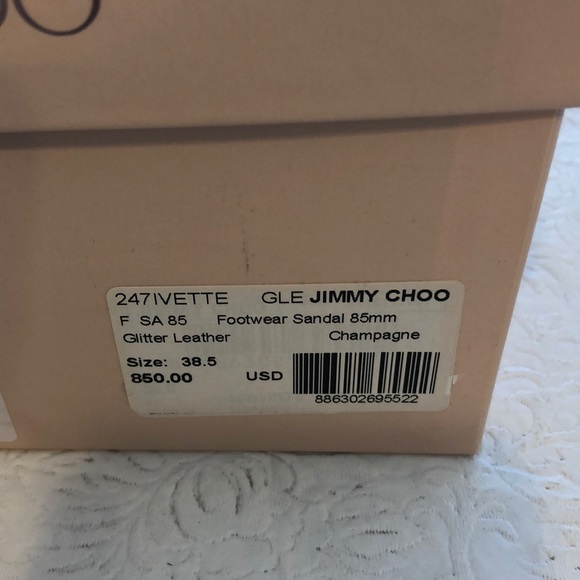 OO
247IVETTE GLE JIMMY CHOO
F SA 85 Footwear Sandal 85mm
Glitter Leather Champagne
Size: 38.5
850.00 USD
886302695522